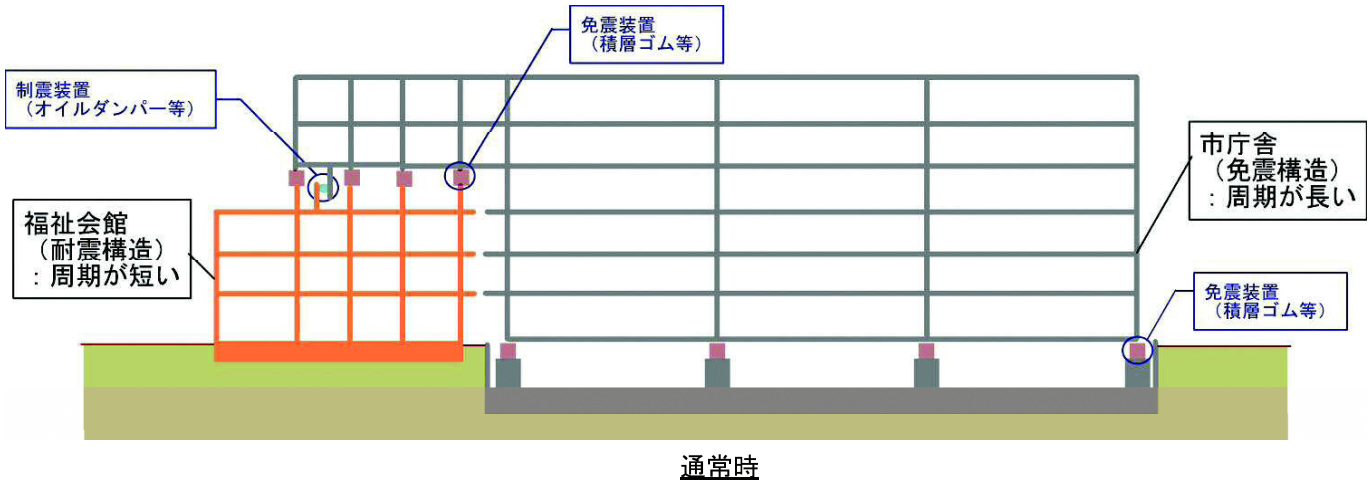 免震装置
（積層ゴム等）
制震装置
（オイルダンパー等）
市庁舎
（免震構造）
：周期が長い
福祉会館
（耐震構造）
：周期が短い
免震装置
（積層ゴム等）
通常時